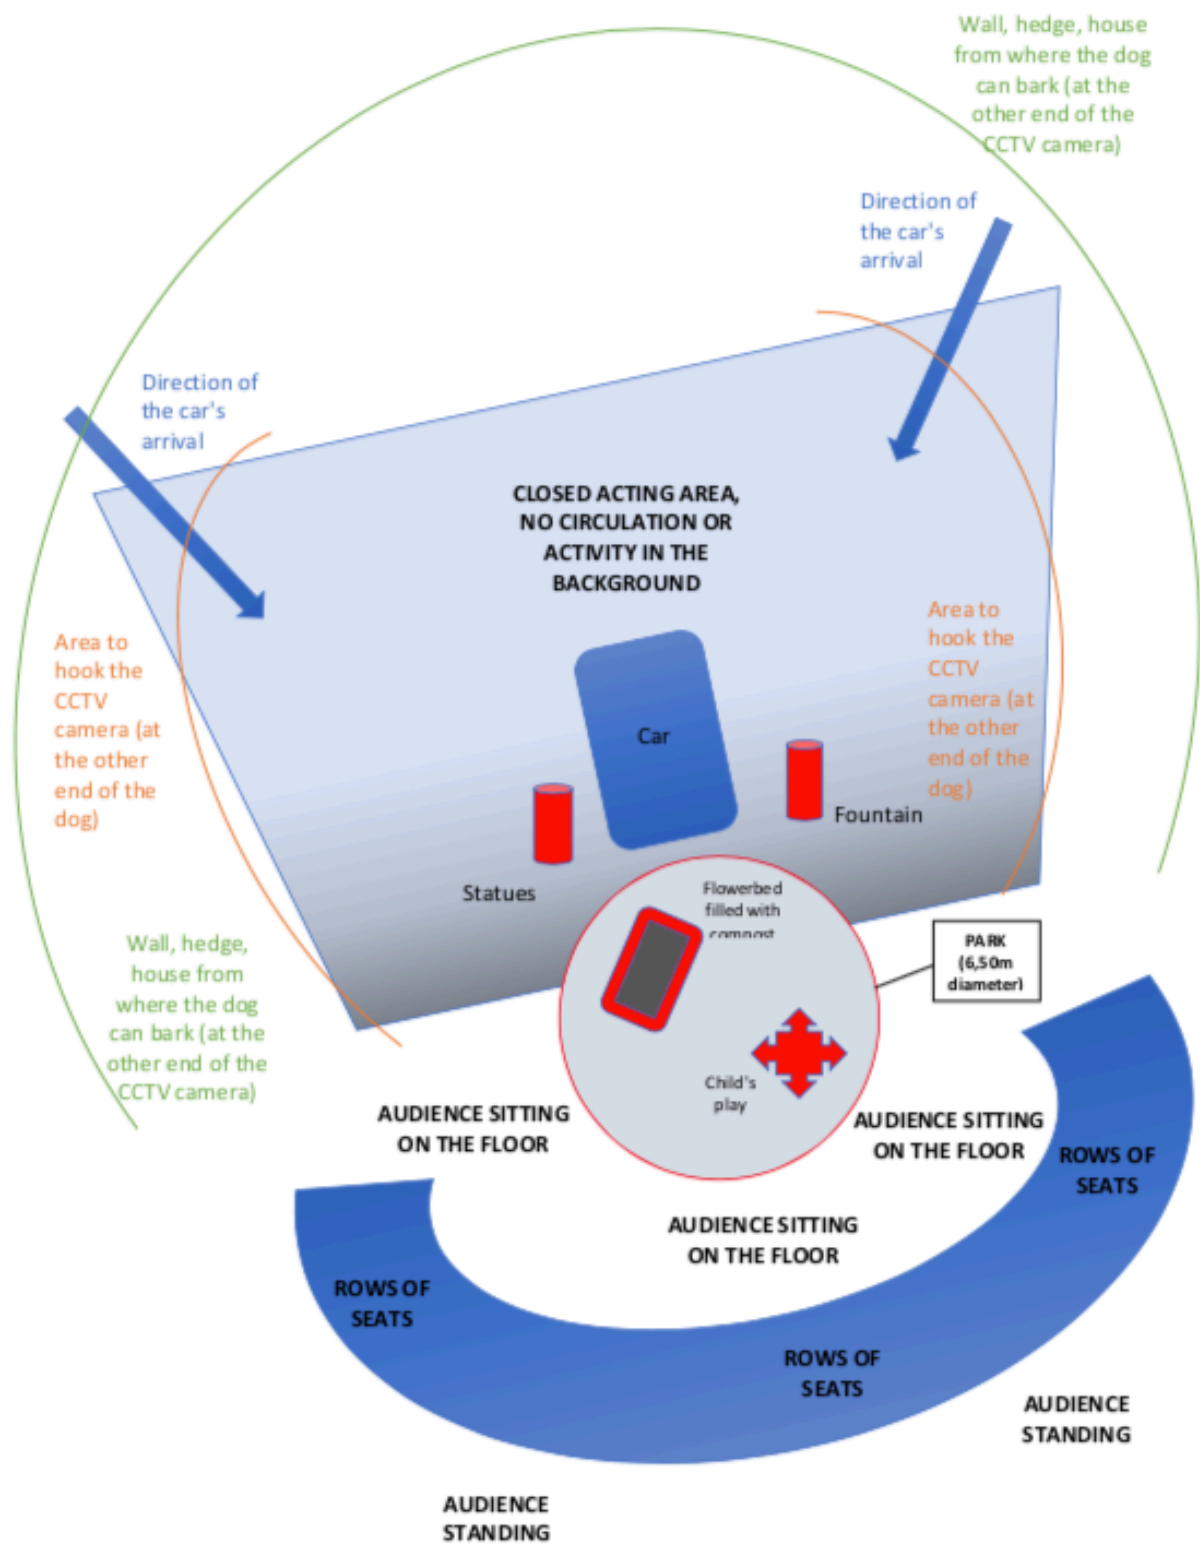 Wall, hedge, house
from where the dog
can bark (at the
other end of the
CCTV camera)
Direction of
the car's
arrival
Direction of
the car's
arrival
CLOSED ACTING AREA,
NO CIRCULATION OR
ACTIVITY IN THE
BACKGROUND
Area to
hook the
CCTV
camera (at
the other
end of the
dog)
Area to
hook the
CCTV
camera (at
the other
end of the
dog)
Car
Fountain
Statues
Flowerbed
filled with
compost
PARK
(6,50m
diameter)
Wall, hedge,
house from
where the dog
can bark (at the
other end of the
CCTV camera)
Child's
play
AUDIENCE SITTING
ON THE FLOOR
AUDIENCE SITTING
ON THE FLOOR
ROWS OF
SEATS
AUDIENCE SITTING
ON THE FLOOR
ROWS OF
SEATS
ROWS OF
SEATS
AUDIENCE
STANDING
AUDIENCE
STANDING